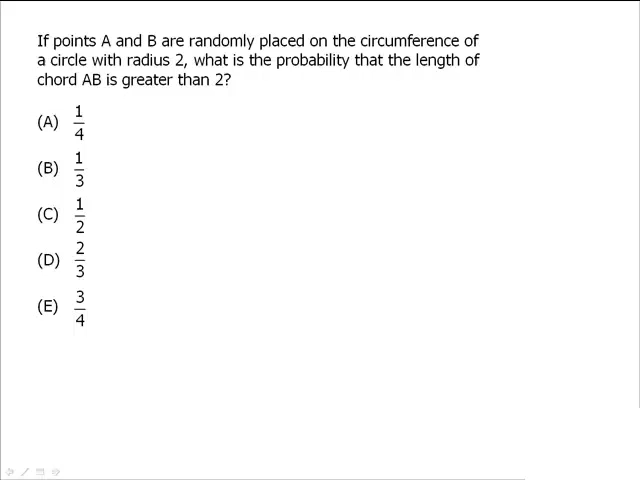 If points A and B are randomly placed on the circumference of
a circle with radius 2, what is the probability that the length of
chord AB is greater than 2?
(A) 1/4
(B) 1/3
(C) 1/2
(D) 2/3
(E) 3/4